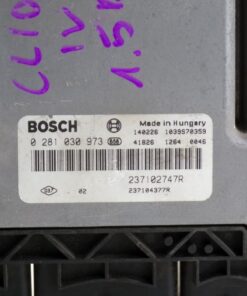 CLIO
IV
1.5
BOSCH
Made in Hungary
140226 1039S70359
0 281 030 973
41826 1264 0046
237102747R
02
237104377R